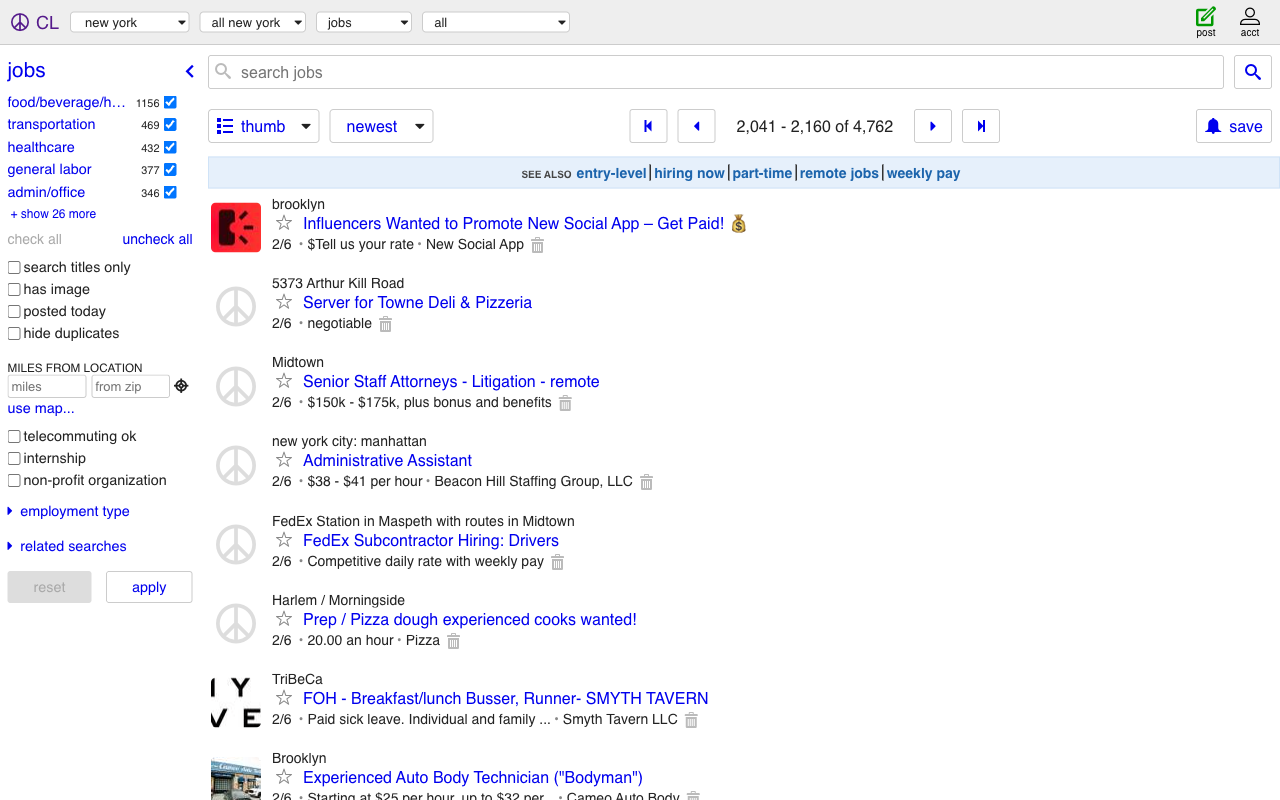 CL
new york
all new york
jobs
all
post
acct
jobs
search jobs
food/beverage/h... 1156
transportation 469
healthcare 432
general labor 377
admin/office 346
+ show 26 more
check all uncheck all
search titles only
has image
posted today
hide duplicates
MILES FROM LOCATION
miles from zip
use map...
telecommuting ok
internship
non-profit organization
employment type
related searches
reset apply
thumb newest 2,041 - 2,160 of 4,762 save
SEE ALSO entry-level | hiring now | part-time | remote jobs | weekly pay
brooklyn
Influencers Wanted to Promote New Social App – Get Paid! 💰
2/6 • $Tell us your rate • New Social App
5373 Arthur Kill Road
Server for Towne Deli & Pizzeria
2/6 • negotiable
Midtown
Senior Staff Attorneys - Litigation - remote
2/6 • $150k - $175k, plus bonus and benefits
new york city: manhattan
Administrative Assistant
2/6 • $38 - $41 per hour • Beacon Hill Staffing Group, LLC
FedEx Station in Maspeth with routes in Midtown
FedEx Subcontractor Hiring: Drivers
2/6 • Competitive daily rate with weekly pay
Harlem / Morningside
Prep / Pizza dough experienced cooks wanted!
2/6 • 20.00 an hour • Pizza
TriBeCa
FOH - Breakfast/lunch Busser, Runner- SMYTH TAVERN
2/6 • Paid sick leave. Individual and family ... • Smyth Tavern LLC
Brooklyn
Experienced Auto Body Technician ("Bodyman")
2/6 • Starting at $25 per hour, up to $32 per... • Cameo Auto Body